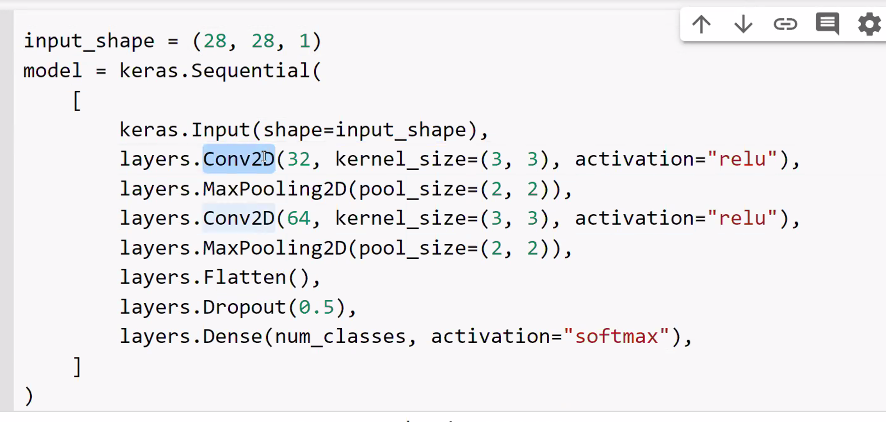 input_shape = (28, 28, 1)
model = keras.Sequential(
    [
        keras.Input(shape=input_shape),
        layers.Conv2D(32, kernel_size=(3, 3), activation="relu"),
        layers.MaxPooling2D(pool_size=(2, 2)),
        layers.Conv2D(64, kernel_size=(3, 3), activation="relu"),
        layers.MaxPooling2D(pool_size=(2, 2)),
        layers.Flatten(),
        layers.Dropout(0.5),
        layers.Dense(num_classes, activation="softmax"),
    ]
)